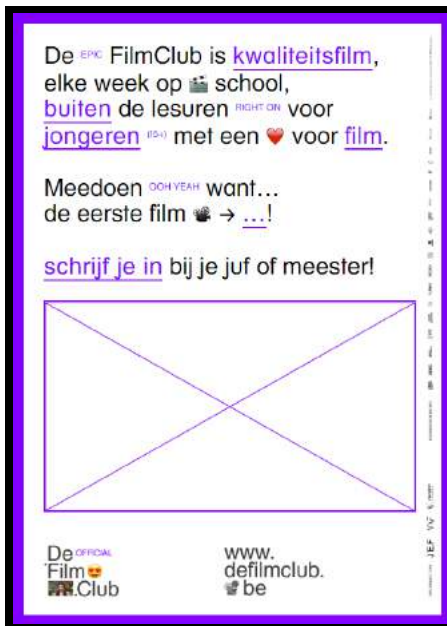 De EPIC FilmClub is kwaliteitsfilm,
elke week op 🎬 school,
buiten de lesuren RIGHT ON voor
jongeren (10+) met een ❤️ voor film.
Meedoen OOH YEAH want...
de eerste film 📽 → ...!
schrijf je in bij je juf of meester!
De OFFICIAL
Film😍
.Club
www.
defilmclub.
📽be
JEF